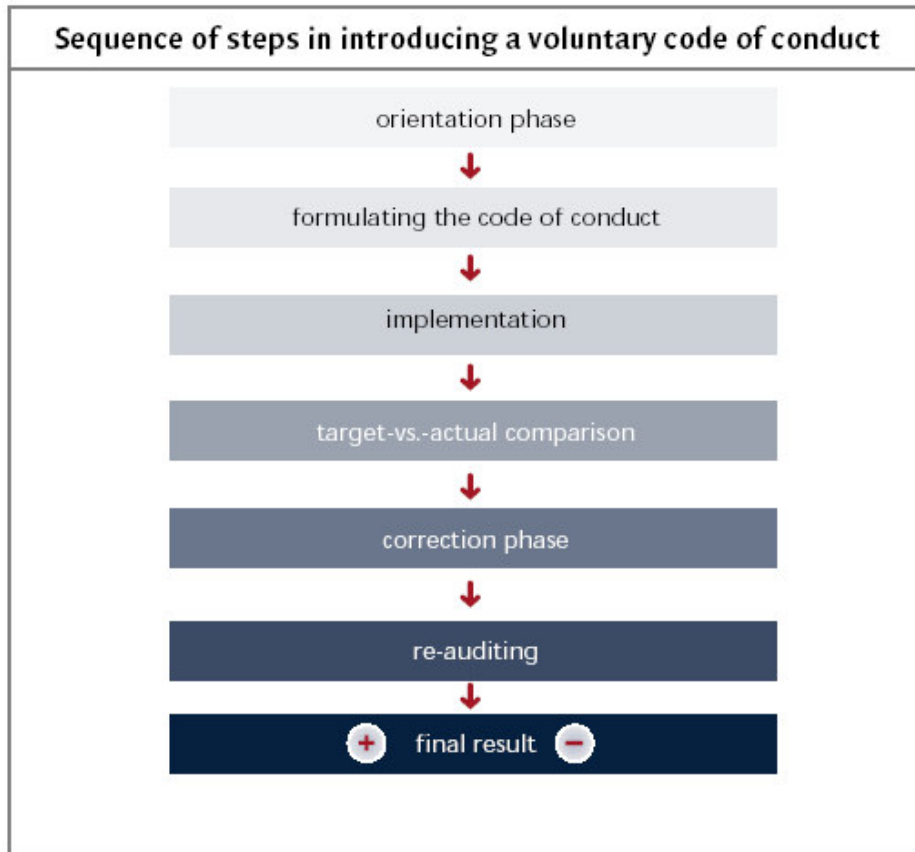 Sequence of steps in introducing a voluntary code of conduct
orientation phase
formulating the code of conduct
implementation
target-vs.-actual comparison
correction phase
re-auditing
+ final result −